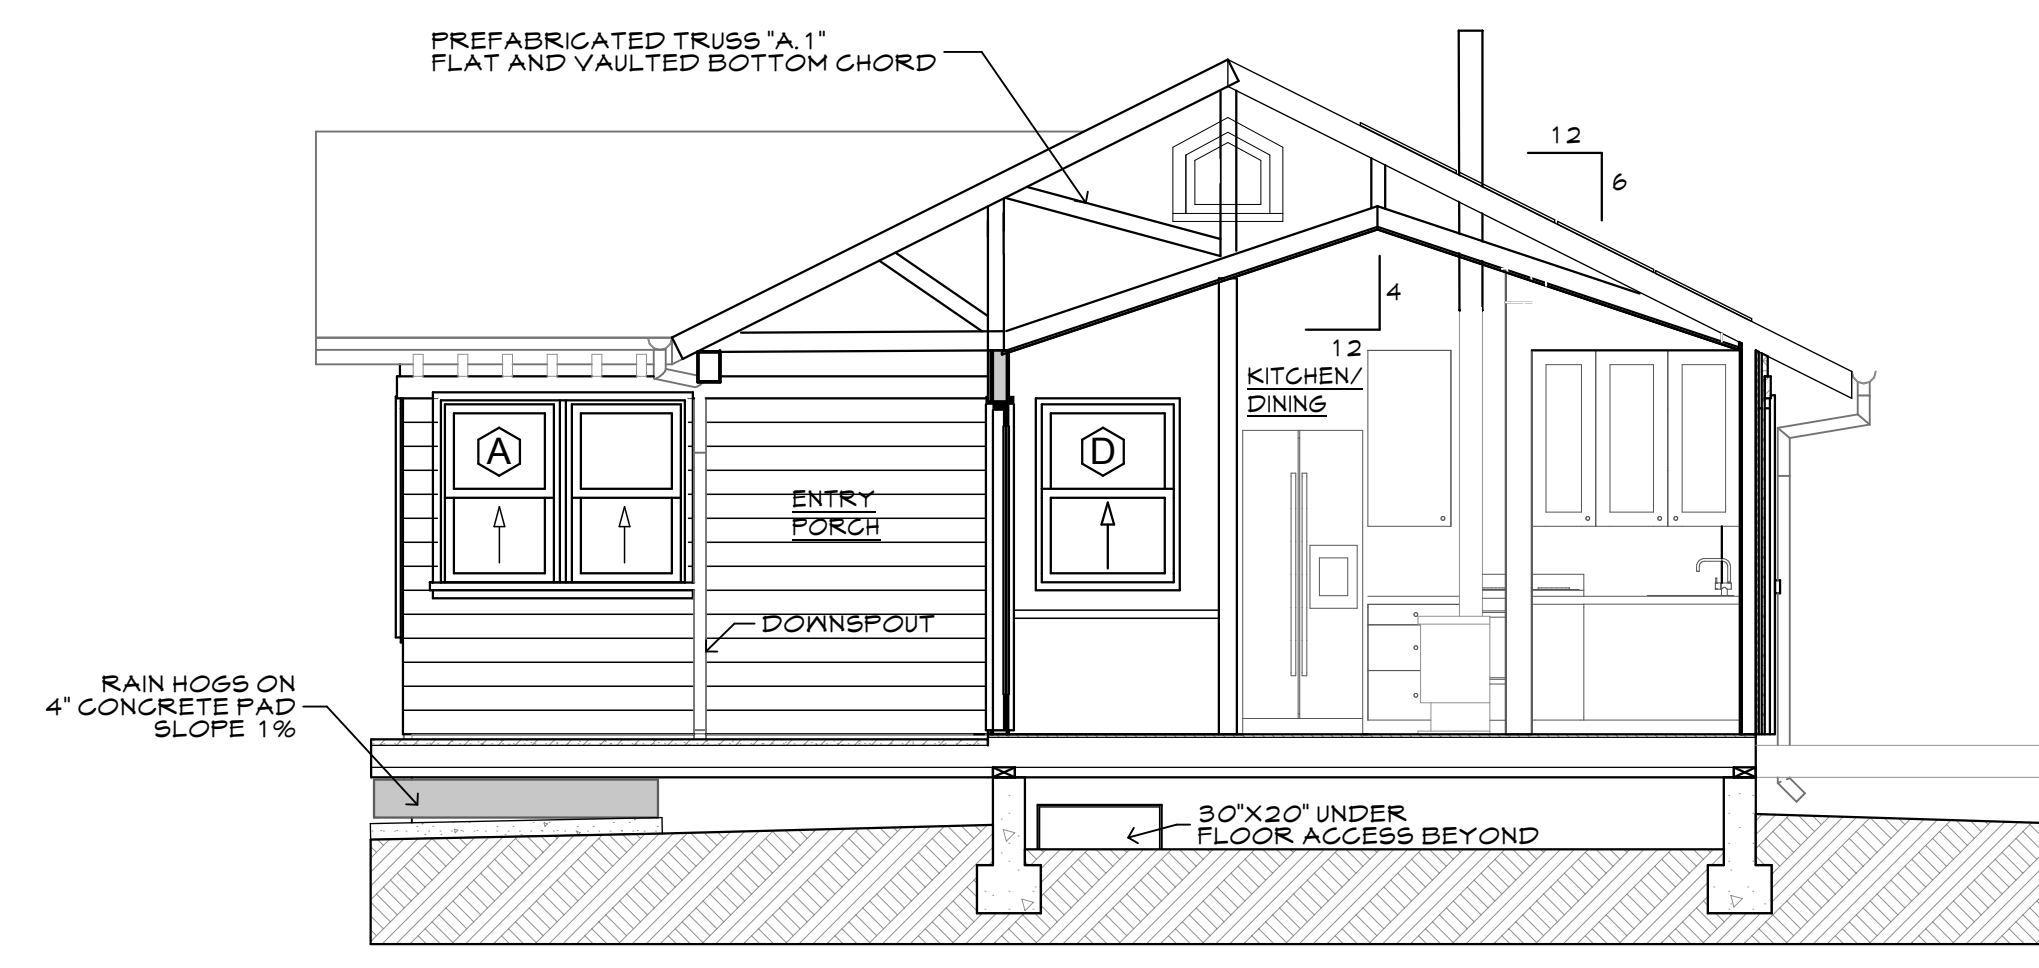 PREFABRICATED TRUSS "A.1"
FLAT AND VAULTED BOTTOM CHORD
12
6
4
12
KITCHEN/
DINING
A
D
ENTRY
PORCH
DOWNSPOUT
RAIN HOGS ON
4" CONCRETE PAD
SLOPE 1%
30"X20" UNDER
FLOOR ACCESS BEYOND